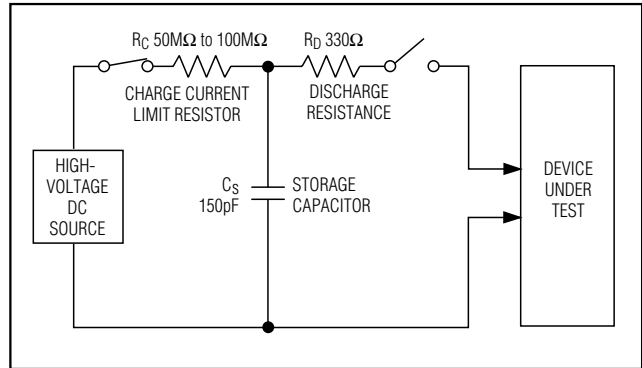 RC 50MΩ to 100MΩ
CHARGE CURRENT
LIMIT RESISTOR
RD 330Ω
DISCHARGE
RESISTANCE
HIGH-
VOLTAGE
DC
SOURCE
CS
150pF
STORAGE
CAPACITOR
DEVICE
UNDER
TEST